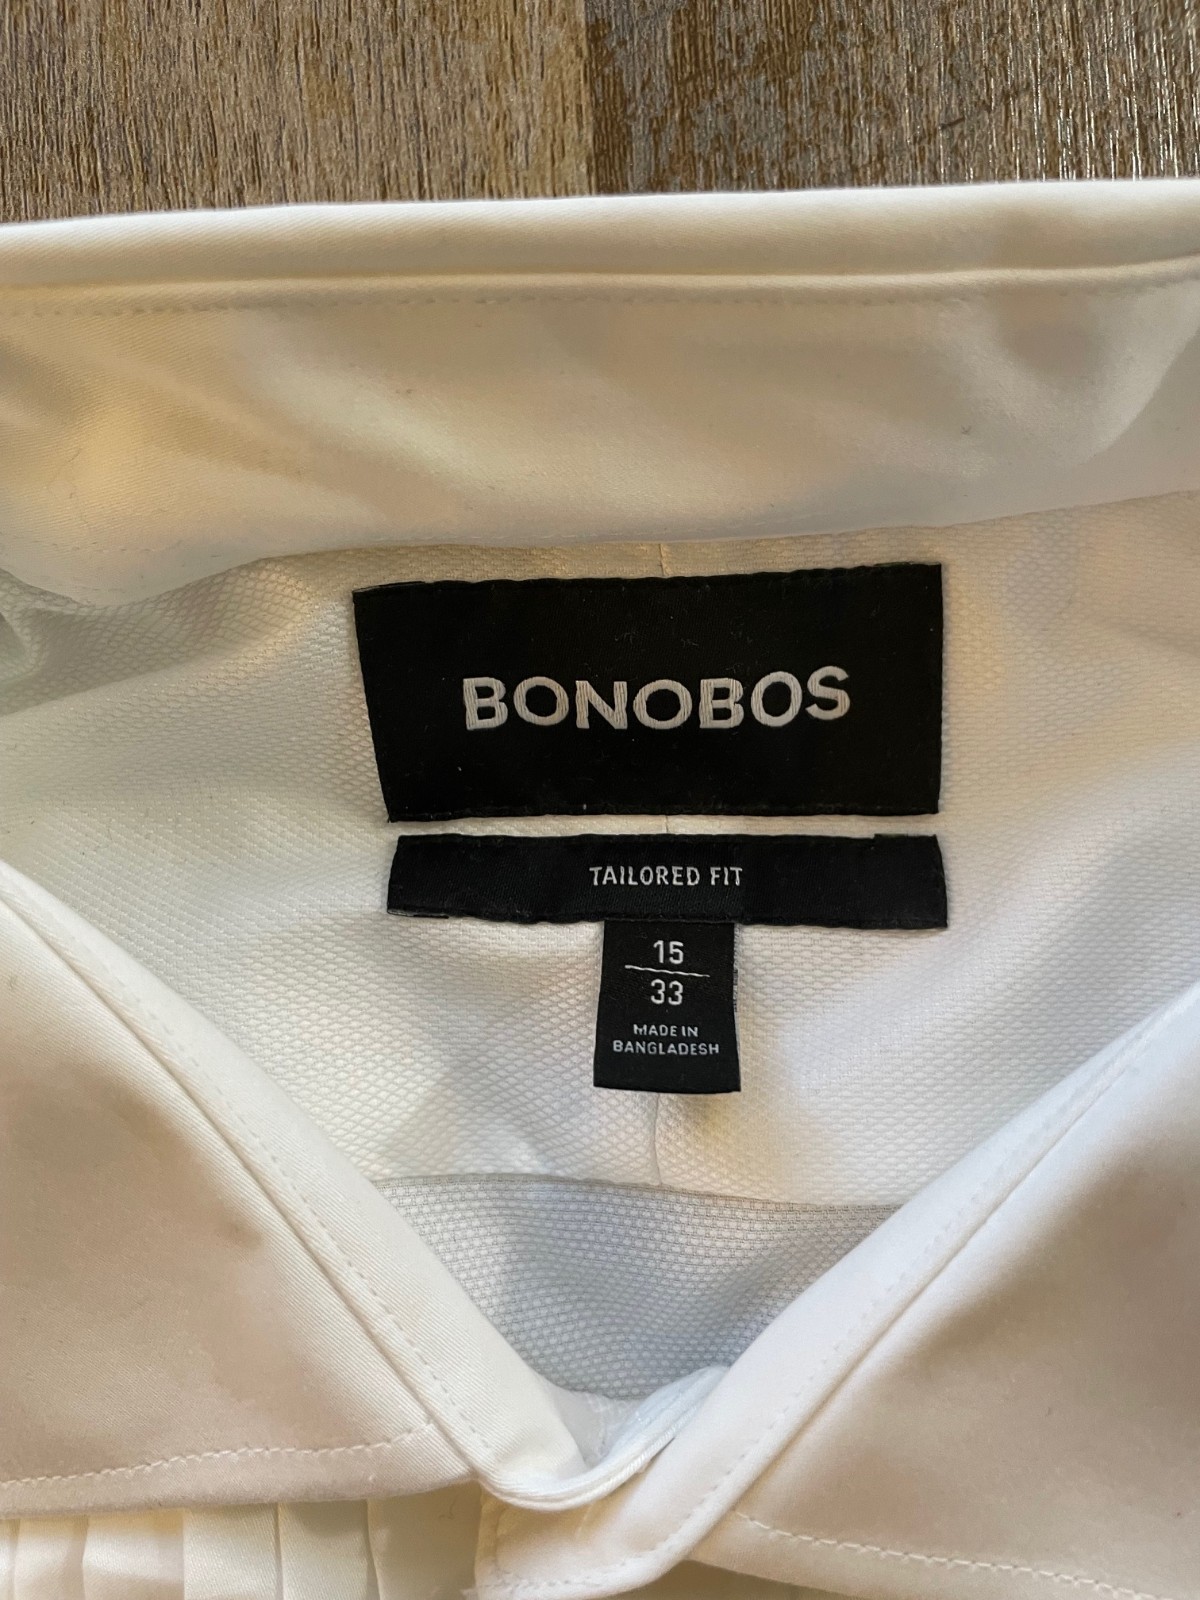 BONOBOS
TAILORED FIT
15
33
MADE IN
BANGLADESH